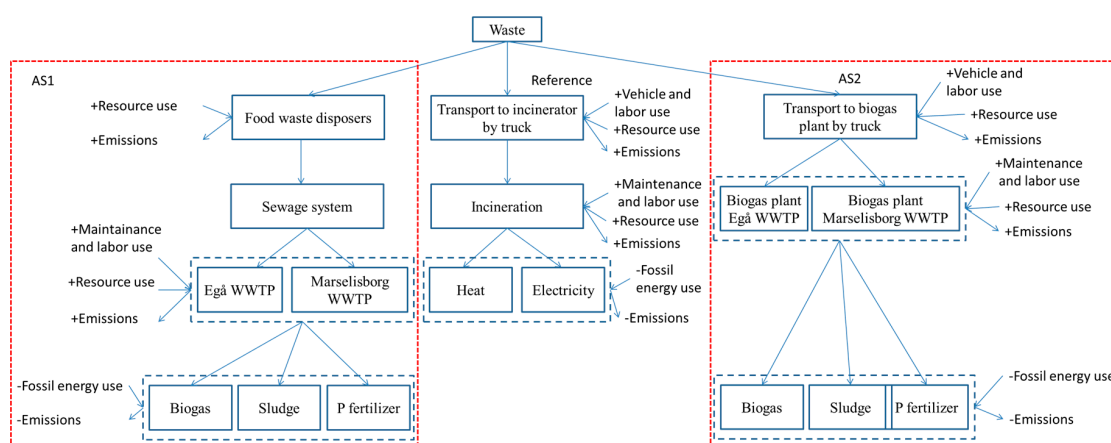 Waste
AS1
+Resource use
+Emissions
Food waste disposers
Sewage system
+Maintainance
and labor use
+Resource use
+Emissions
Egå WWTP
Marselisborg
WWTP
-Fossil energy use
-Emissions
Biogas
Sludge
P fertilizer
Reference
Transport to incinerator
by truck
+Vehicle and
labor use
+Resource use
+Emissions
Incineration
+Maintenance
and labor use
+Resource use
+Emissions
Heat
Electricity
-Fossil
energy use
-Emissions
AS2
Transport to biogas
plant by truck
+Vehicle and
labor use
+Resource use
+Emissions
Biogas plant
Egå WWTP
Biogas plant
Marselisborg WWTP
+Maintenance
and labor use
+Resource use
+Emissions
Biogas
Sludge
P fertilizer
-Fossil energy use
-Emissions